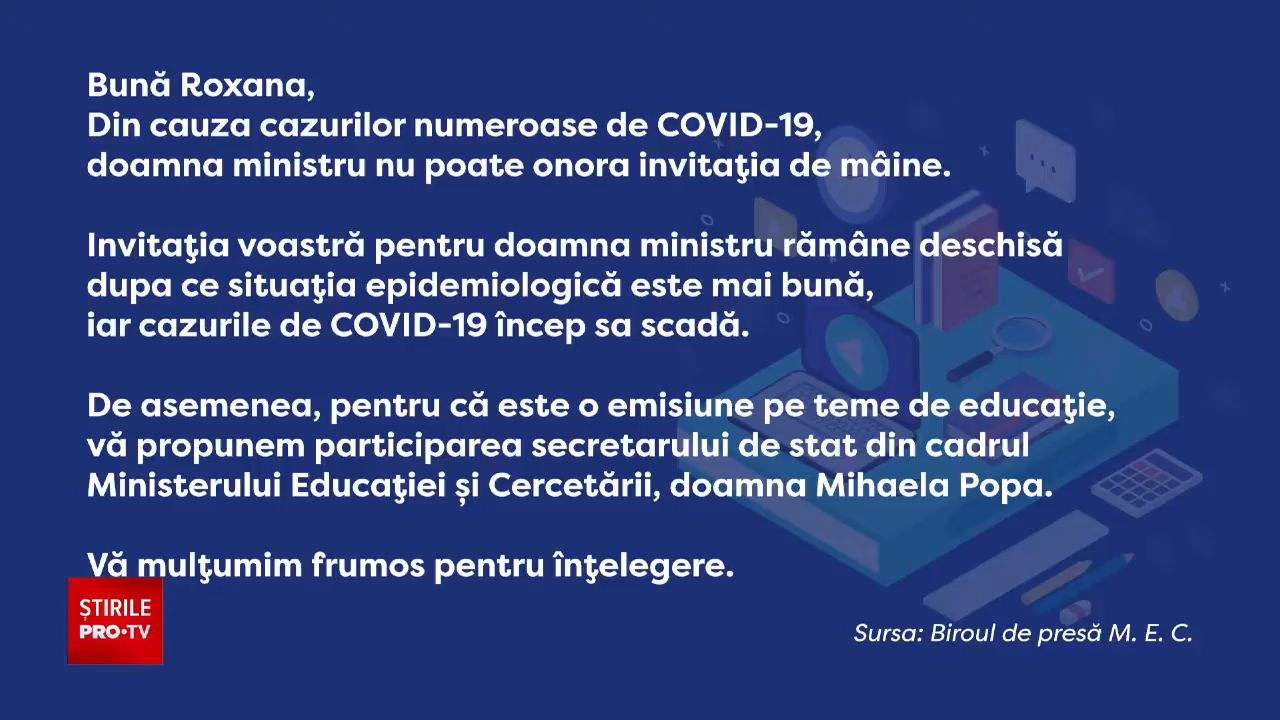 Bună Roxana,
Din cauza cazurilor numeroase de COVID-19,
doamna ministru nu poate onora invitaţia de mâine.
Invitaţia voastră pentru doamna ministru rămâne deschisă
dupa ce situaţia epidemiologică este mai bună,
iar cazurile de COVID-19 încep sa scadă.
De asemenea, pentru că este o emisiune pe teme de educaţie,
vă propunem participarea secretarului de stat din cadrul
Ministerului Educaţiei și Cercetării, doamna Mihaela Popa.
Vă mulţumim frumos pentru înţelegere.
ȘTIRILE
PRO•TV
Sursa: Biroul de presă M. E. C.